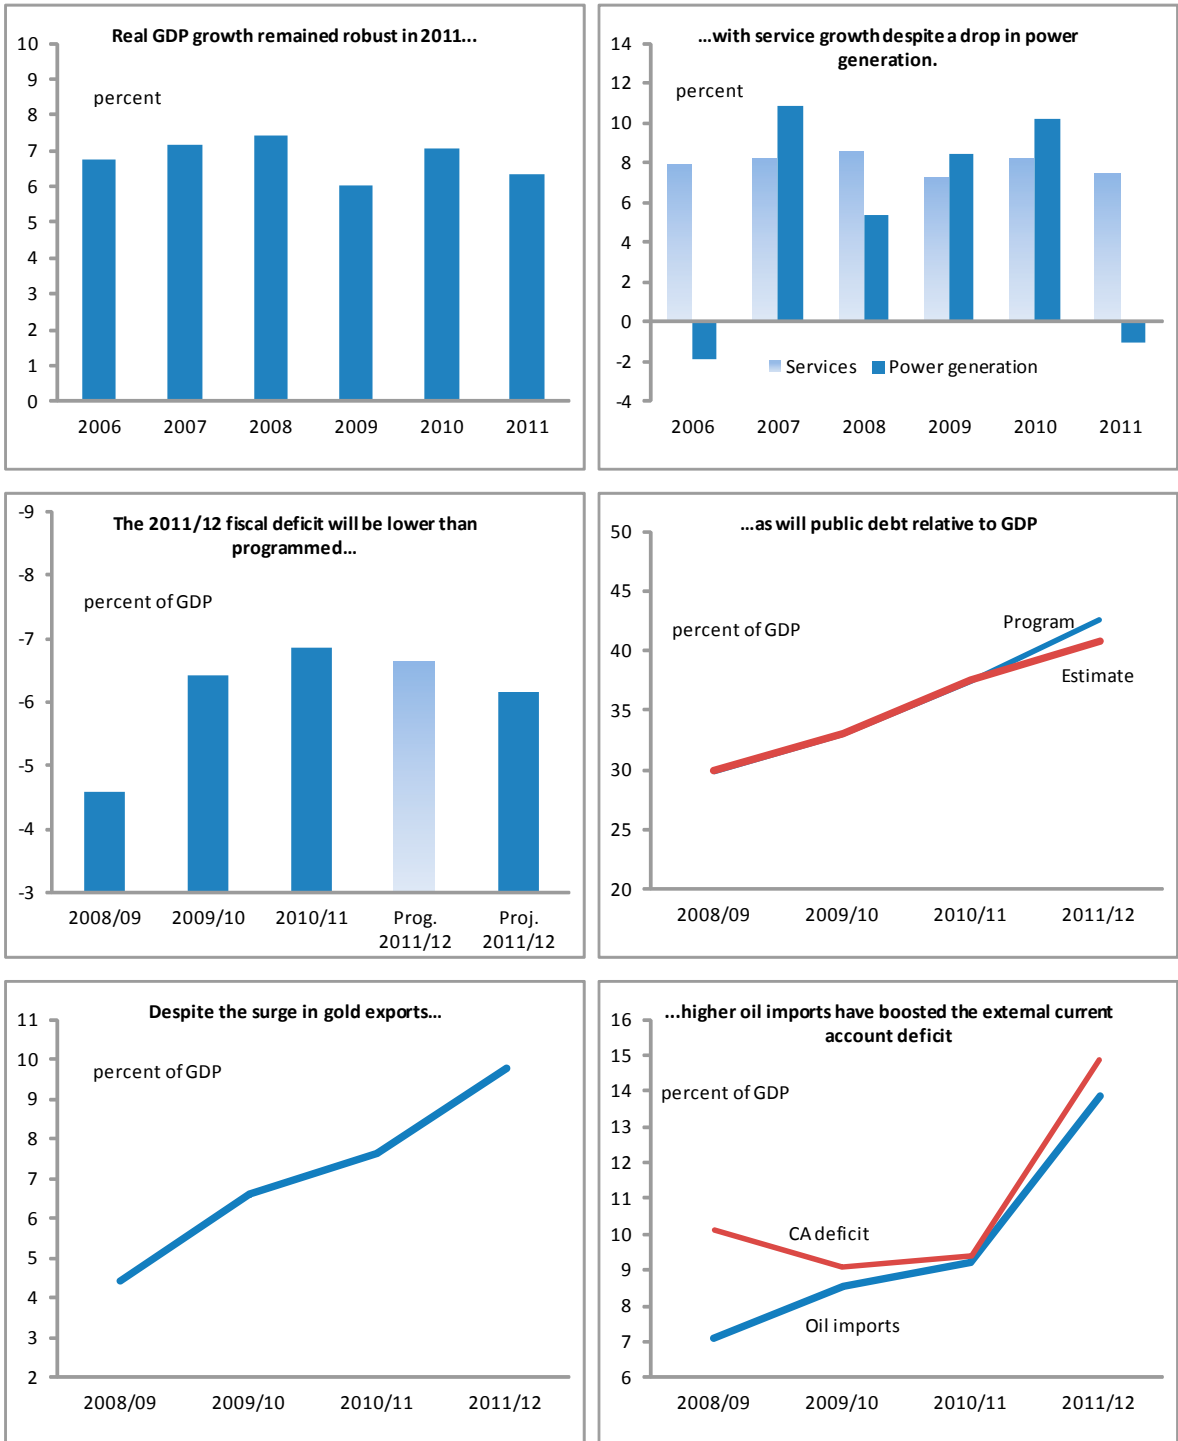 Real GDP growth remained robust in 2011...
percent
10
9
8
7
6
5
4
3
2
1
0
2006 2007 2008 2009 2010 2011
...with service growth despite a drop in power
generation.
percent
14
12
10
8
6
4
2
0
-2
-4
Services Power generation
2006 2007 2008 2009 2010 2011
The 2011/12 fiscal deficit will be lower than
programmed...
percent of GDP
-9
-8
-7
-6
-5
-4
-3
2008/09 2009/10 2010/11 Prog. Proj.
2011/12 2011/12
...as will public debt relative to GDP
percent of GDP
50
45
40
35
30
25
20
Program
Estimate
2008/09 2009/10 2010/11 2011/12
Despite the surge in gold exports...
percent of GDP
11
10
9
8
7
6
5
4
3
2
2008/09 2009/10 2010/11 2011/12
...higher oil imports have boosted the external current
account deficit
percent of GDP
16
15
14
13
12
11
10
9
8
7
6
CA deficit
Oil imports
2008/09 2009/10 2010/11 2011/12